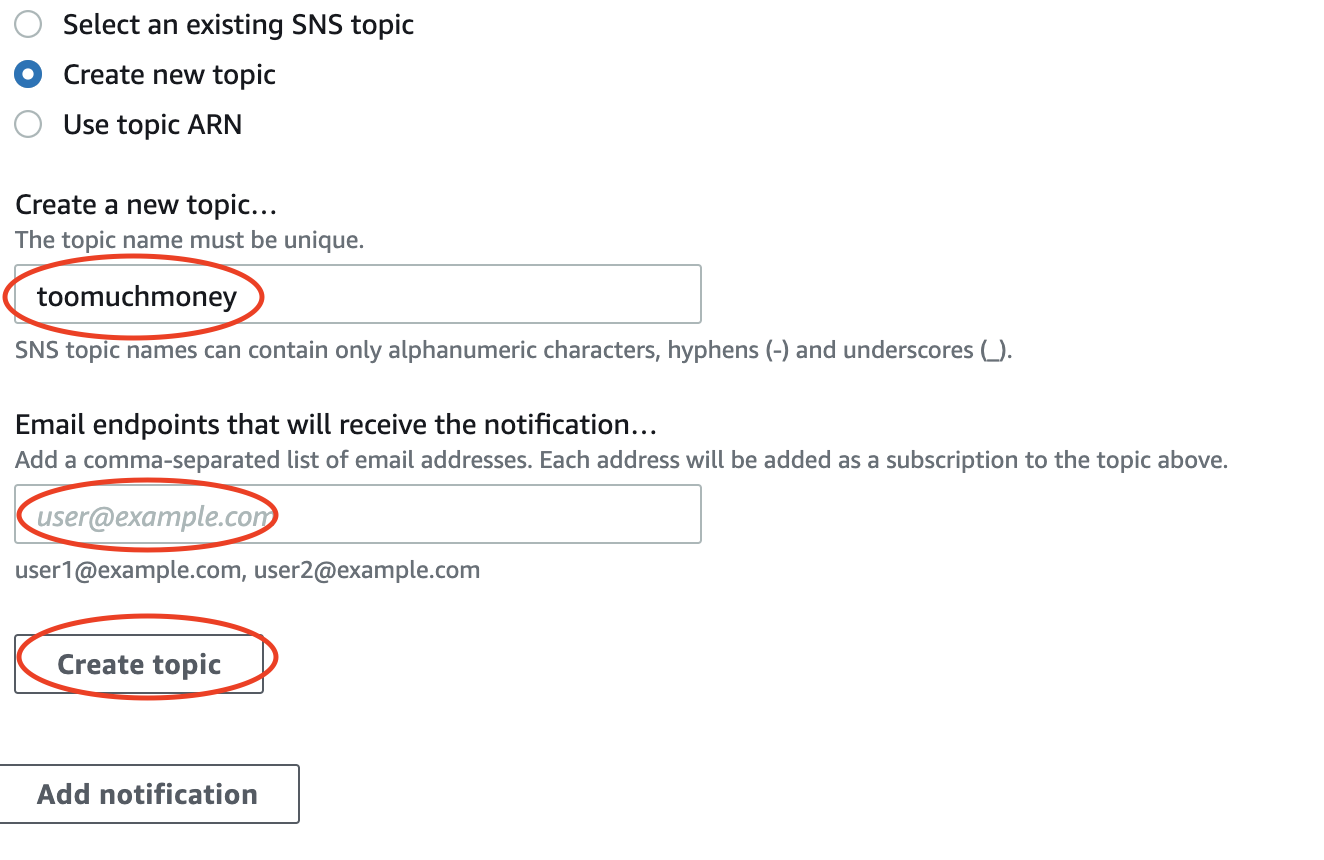 Select an existing SNS topic
Create new topic
Use topic ARN
Create a new topic…
The topic name must be unique.
toomuchmoney
SNS topic names can contain only alphanumeric characters, hyphens (-) and underscores (_).
Email endpoints that will receive the notification…
Add a comma-separated list of email addresses. Each address will be added as a subscription to the topic above.
user@example.com
user1@example.com, user2@example.com
Create topic
Add notification